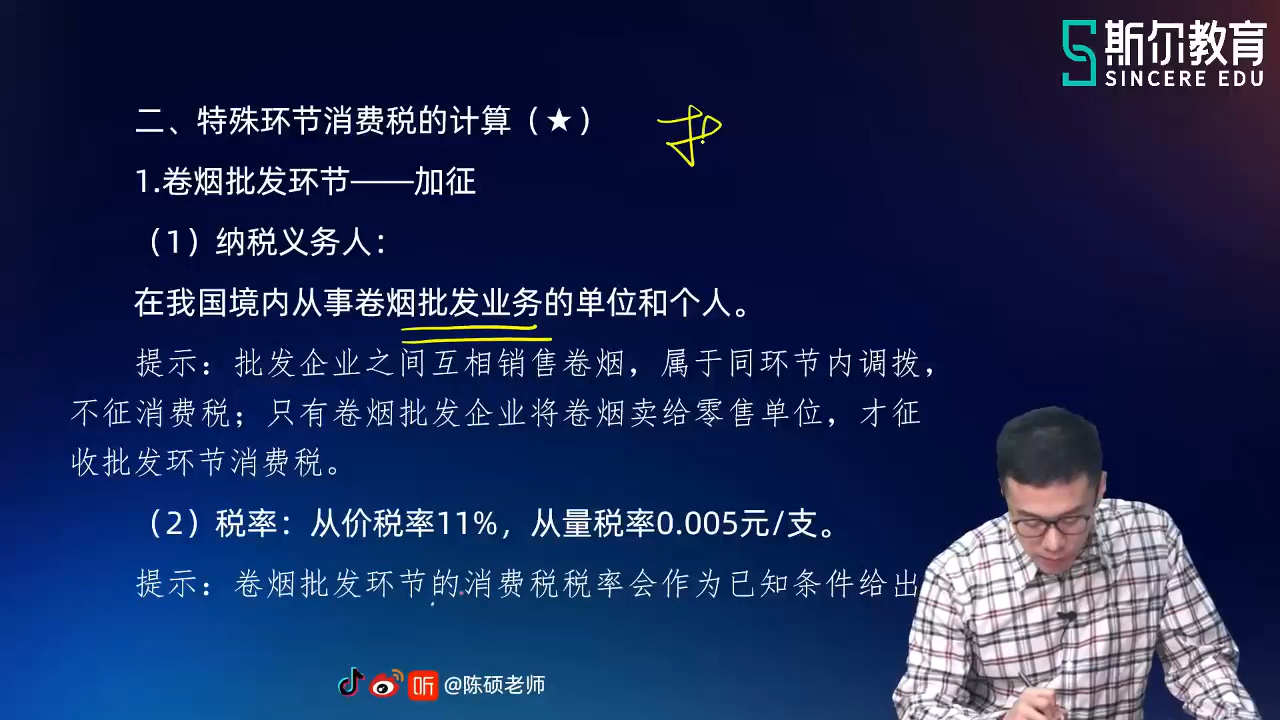 斯尔教育
SINCERE EDU
二、特殊环节消费税的计算（★）
1.卷烟批发环节——加征
（1）纳税义务人：
在我国境内从事卷烟批发业务的单位和个人。
提示：批发企业之间互相销售卷烟，属于同环节内调拨，
不征消费税；只有卷烟批发企业将卷烟卖给零售单位，才征
收批发环节消费税。
（2）税率：从价税率11%，从量税率0.005元/支。
提示：卷烟批发环节的消费税税率会作为已知条件给出
听 @陈硕老师